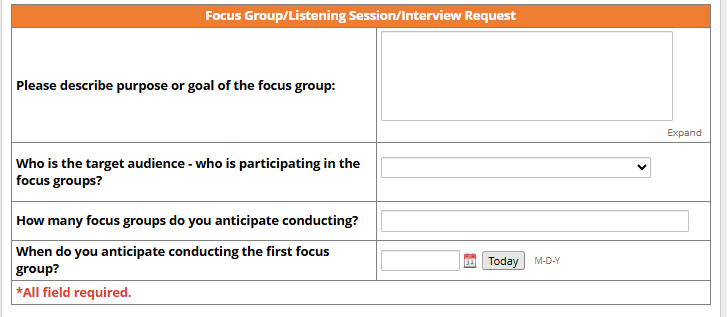 Focus Group/Listening Session/Interview Request
Please describe purpose or goal of the focus group:
Expand
Who is the target audience - who is participating in the
focus groups?
How many focus groups do you anticipate conducting?
When do you anticipate conducting the first focus
group?
31 Today M-D-Y
*All field required.